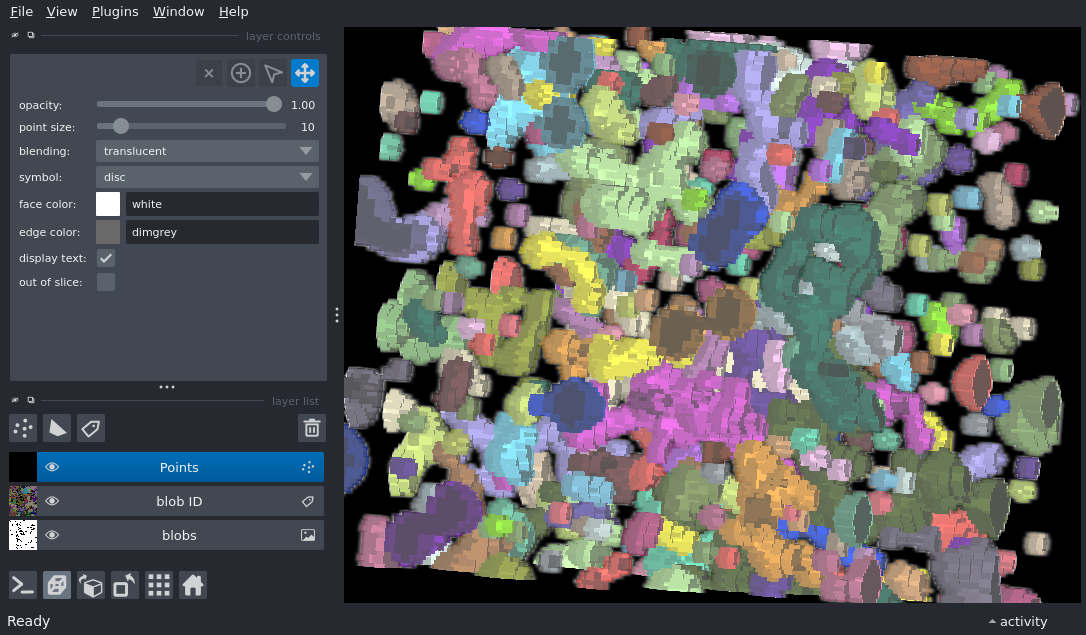 File View Plugins Window Help
layer controls
opacity: 1.00
point size: 10
blending: translucent
symbol: disc
face color: white
edge color: dimgrey
display text:
out of slice:
layer list
Points
blob ID
blobs
Ready
activity